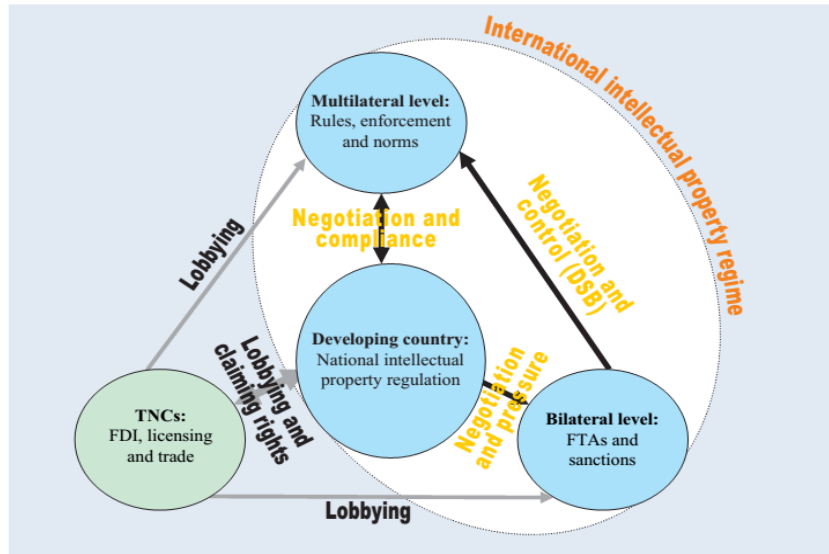 International intellectual property regime
Multilateral level:
Rules, enforcement
and norms
Lobbying
Negotiation and
compliance
Negotiation and
control (DSB)
Developing country:
National intellectual
property regulation
Lobbying and
claiming rights
Negotiation
and pressure
TNCs:
FDI, licensing
and trade
Bilateral level:
FTAs and
sanctions
Lobbying